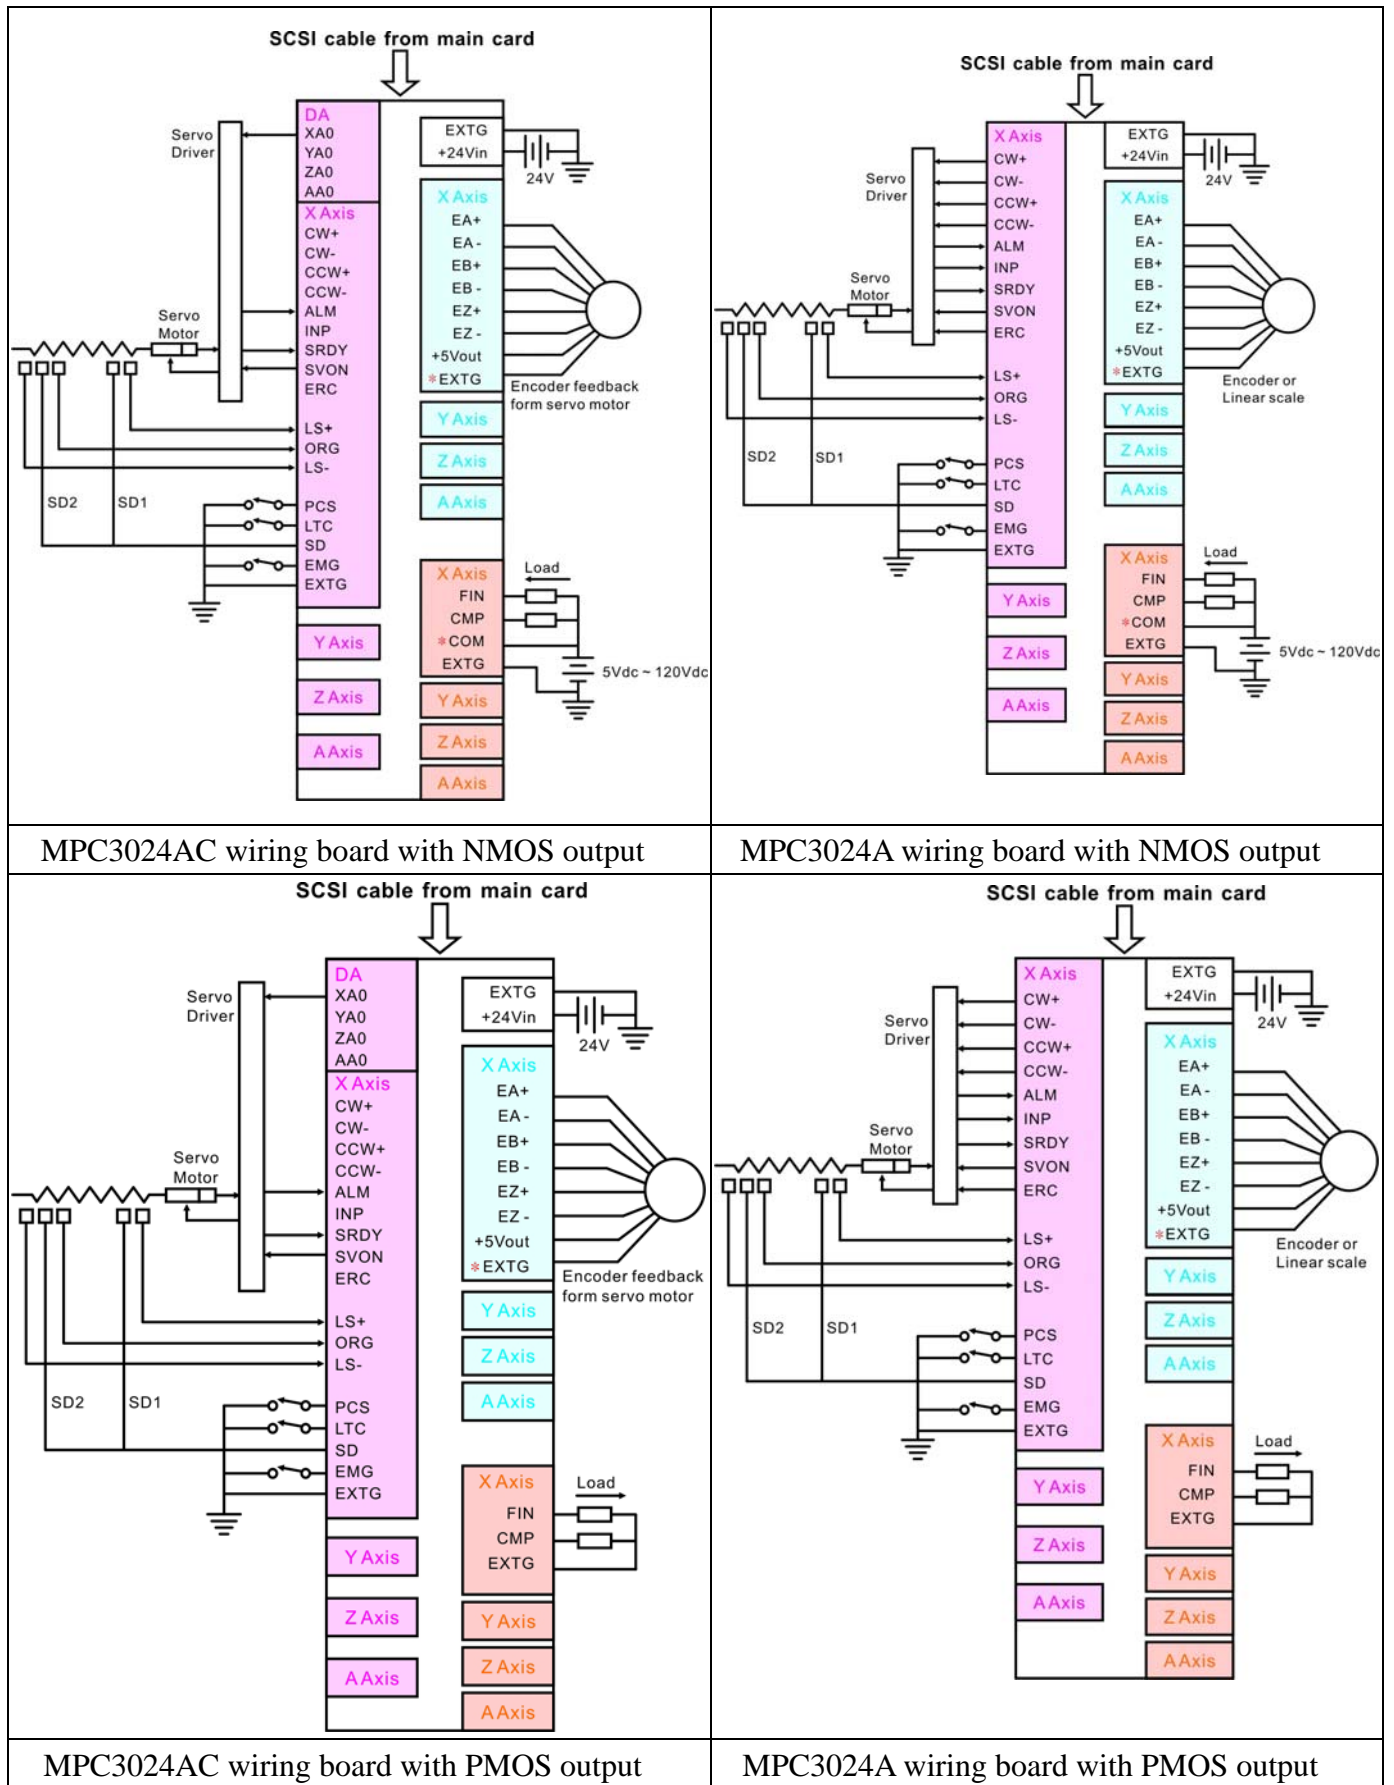 SCSI cable from main card
Servo
Driver
DA
XA0
YA0
ZA0
AA0
X Axis
CW+
CW-
CCW+
CCW-
ALM
INP
SRDY
SVON
ERC
LS+
ORG
LS-
PCS
LTC
SD
EMG
EXTG
Y Axis
Z Axis
A Axis
Servo
Motor
SD2
SD1
EXTG
+24Vin
24V
X Axis
EA+
EA-
EB+
EB-
EZ+
EZ-
+5Vout
*EXTG
Encoder feedback
form servo motor
Y Axis
Z Axis
A Axis
X Axis
FIN
CMP
*COM
EXTG
Load
5Vdc ~ 120Vdc
Y Axis
Z Axis
A Axis
MPC3024AC wiring board with NMOS output
SCSI cable from main card
Servo
Driver
X Axis
CW+
CW-
CCW+
CCW-
ALM
INP
SRDY
SVON
ERC
LS+
ORG
LS-
PCS
LTC
SD
EMG
EXTG
Y Axis
Z Axis
A Axis
Servo
Motor
SD2
SD1
EXTG
+24Vin
24V
X Axis
EA+
EA-
EB+
EB-
EZ+
EZ-
+5Vout
*EXTG
Encoder or
Linear scale
Y Axis
Z Axis
A Axis
X Axis
FIN
CMP
*COM
EXTG
Load
5Vdc ~ 120Vdc
Y Axis
Z Axis
A Axis
MPC3024A wiring board with NMOS output
SCSI cable from main card
Servo
Driver
DA
XA0
YA0
ZA0
AA0
X Axis
CW+
CW-
CCW+
CCW-
ALM
INP
SRDY
SVON
ERC
LS+
ORG
LS-
PCS
LTC
SD
EMG
EXTG
Y Axis
Z Axis
A Axis
Servo
Motor
SD2
SD1
EXTG
+24Vin
24V
X Axis
EA+
EA-
EB+
EB-
EZ+
EZ-
+5Vout
*EXTG
Encoder feedback
form servo motor
Y Axis
Z Axis
A Axis
X Axis
FIN
CMP
EXTG
Load
Y Axis
Z Axis
A Axis
MPC3024AC wiring board with PMOS output
SCSI cable from main card
Servo
Driver
X Axis
CW+
CW-
CCW+
CCW-
ALM
INP
SRDY
SVON
ERC
LS+
ORG
LS-
PCS
LTC
SD
EMG
EXTG
Y Axis
Z Axis
A Axis
Servo
Motor
SD2
SD1
EXTG
+24Vin
24V
X Axis
EA+
EA-
EB+
EB-
EZ+
EZ-
+5Vout
*EXTG
Encoder or
Linear scale
Y Axis
Z Axis
A Axis
X Axis
FIN
CMP
EXTG
Load
Y Axis
Z Axis
A Axis
MPC3024A wiring board with PMOS output